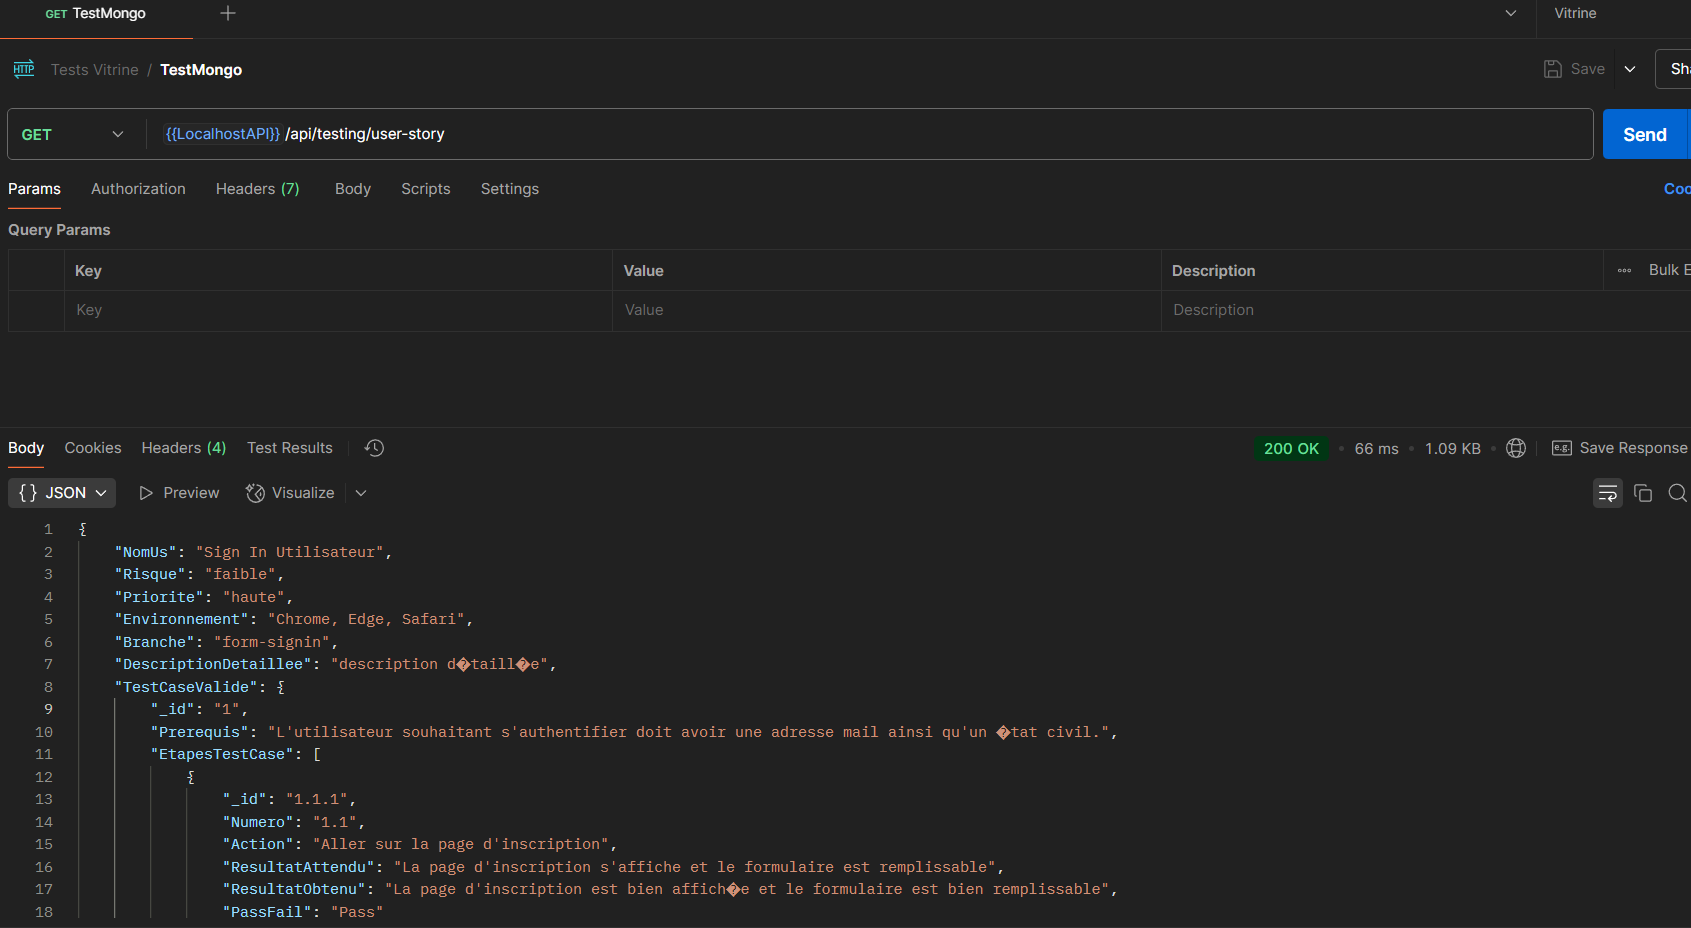 GET TestMongo
Vitrine
HTTP Tests Vitrine / TestMongo
Save
Sha
GET {{LocalhostAPI}} /api/testing/user-story
Send
Params Authorization Headers (7) Body Scripts Settings
Coo
Query Params
Key Value Description
Bulk E
Key Value Description
Body Cookies Headers (4) Test Results
200 OK • 66 ms • 1.09 KB •
e.g. Save Response
{} JSON Preview Visualize
1 {
2 "NomUs": "Sign In Utilisateur",
3 "Risque": "faible",
4 "Priorite": "haute",
5 "Environnement": "Chrome, Edge, Safari",
6 "Branche": "form-signin",
7 "DescriptionDetaillee": "description d�taill�e",
8 "TestCaseValide": {
9 "_id": "1",
10 "Prerequis": "L'utilisateur souhaitant s'authentifier doit avoir une adresse mail ainsi qu'un �tat civil.",
11 "EtapesTestCase": [
12 {
13 "_id": "1.1.1",
14 "Numero": "1.1",
15 "Action": "Aller sur la page d'inscription",
16 "ResultatAttendu": "La page d'inscription s'affiche et le formulaire est remplissable",
17 "ResultatObtenu": "La page d'inscription est bien affich�e et le formulaire est bien remplissable",
18 "PassFail": "Pass"